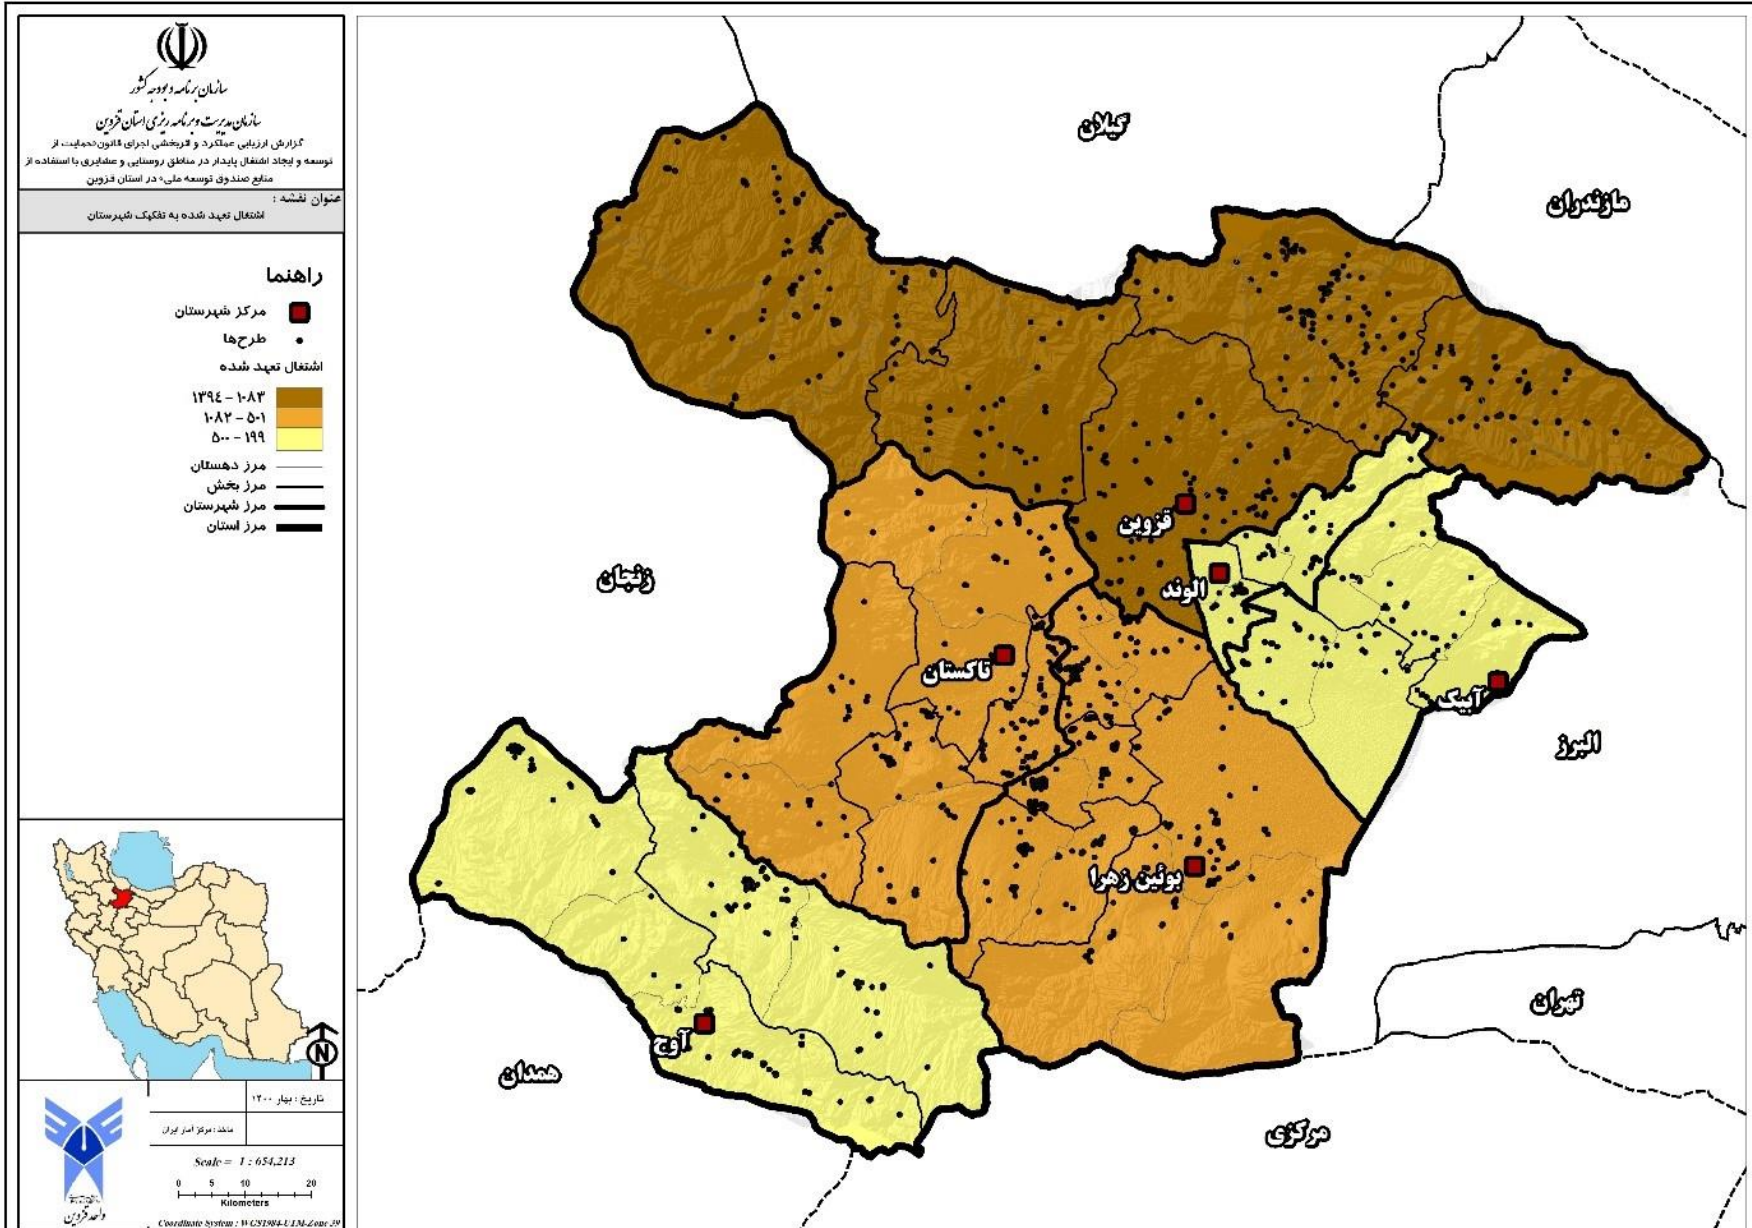 سازمان برنامه و بودجه کشور
سازمان مدیریت و برنامه ریزی استان قزوین
گزارش ارزیابی عملکرد و اثربخشی اجرای قانون «حمایت از
توسعه و ایجاد اشتغال پایدار در مناطق روستایی و عشایری با استفاده از
منابع صندوق توسعه ملی» در استان قزوین
عنوان نقشه :
اشتغال تعهد شده به تفکیک شهرستان
راهنما
مرکز شهرستان
طرح‌ها
اشتغال تعهد شده
۱۰۸۳ – ۱۳۹٤
۵۰۱ – ۱۰۸۲
۱۹۹ – ۵۰۰
مرز دهستان
مرز بخش
مرز شهرستان
مرز استان
N
تاریخ : بهار ۱۴۰۰
ماخذ : مرکز آمار ایران
Scale = 1 : 654,213
0 5 10 20
Kilometers
واحد قزوین
Coordinate System : WGS1984-UTM-Zone 39
گیلان
مازندران
زنجان
قزوین
الوند
تاکستان
آبیک
البرز
بوئین زهرا
تهران
آوج
همدان
مرکزی